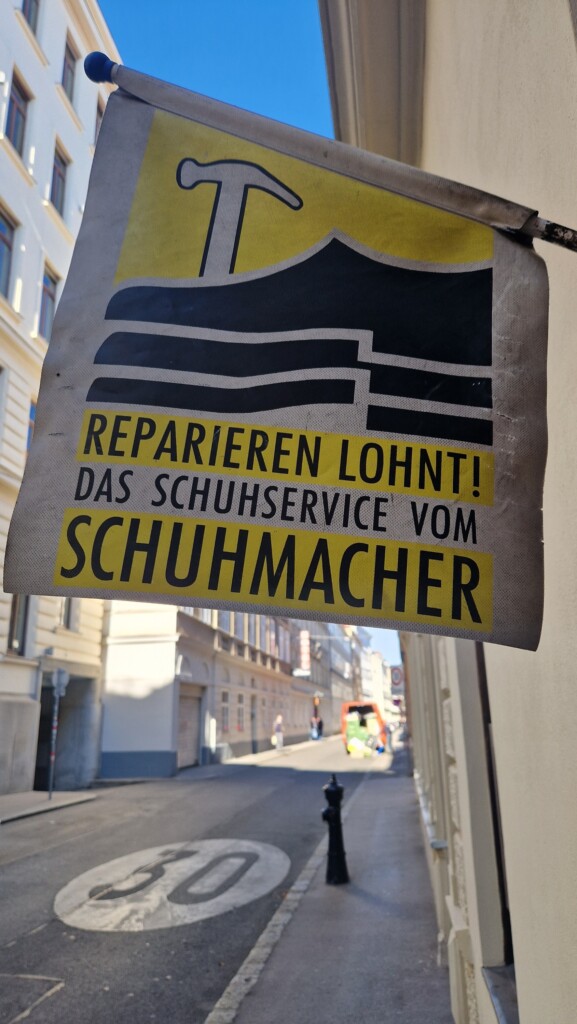 REPARIEREN LOHNT!
DAS SCHUHSERVICE VOM
SCHUHMACHER
30